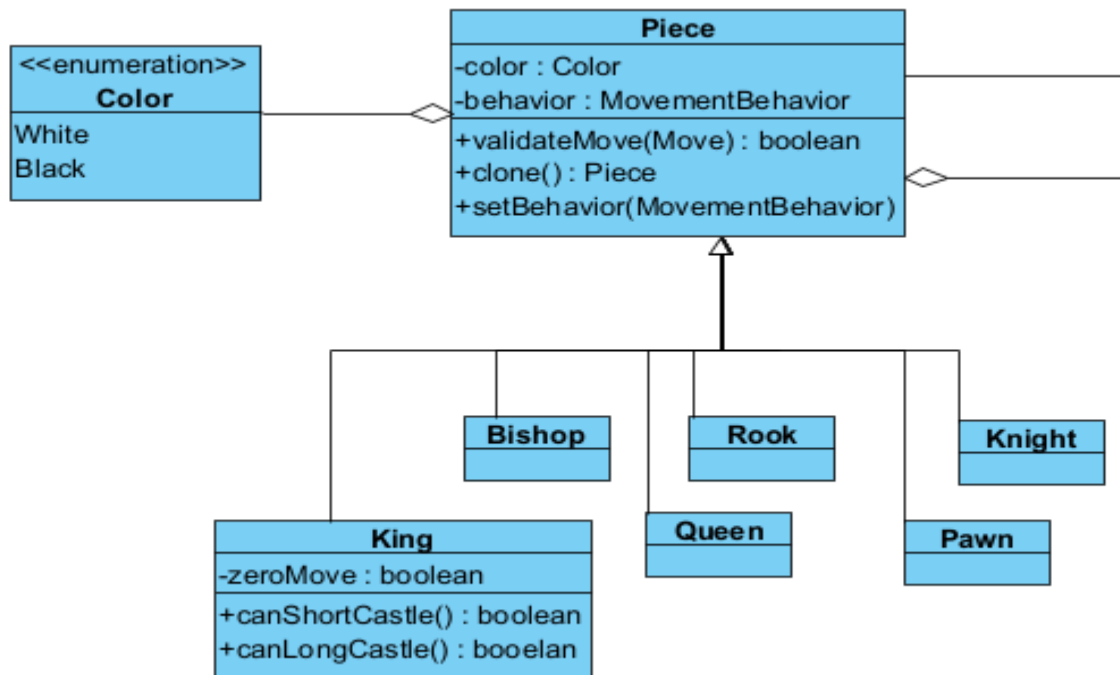 <<enumeration>>
Color
White
Black
Piece
-color : Color
-behavior : MovementBehavior
+validateMove(Move) : boolean
+clone() : Piece
+setBehavior(MovementBehavior)
Bishop
Rook
Knight
King
-zeroMove : boolean
+canShortCastle() : boolean
+canLongCastle() : booelan
Queen
Pawn